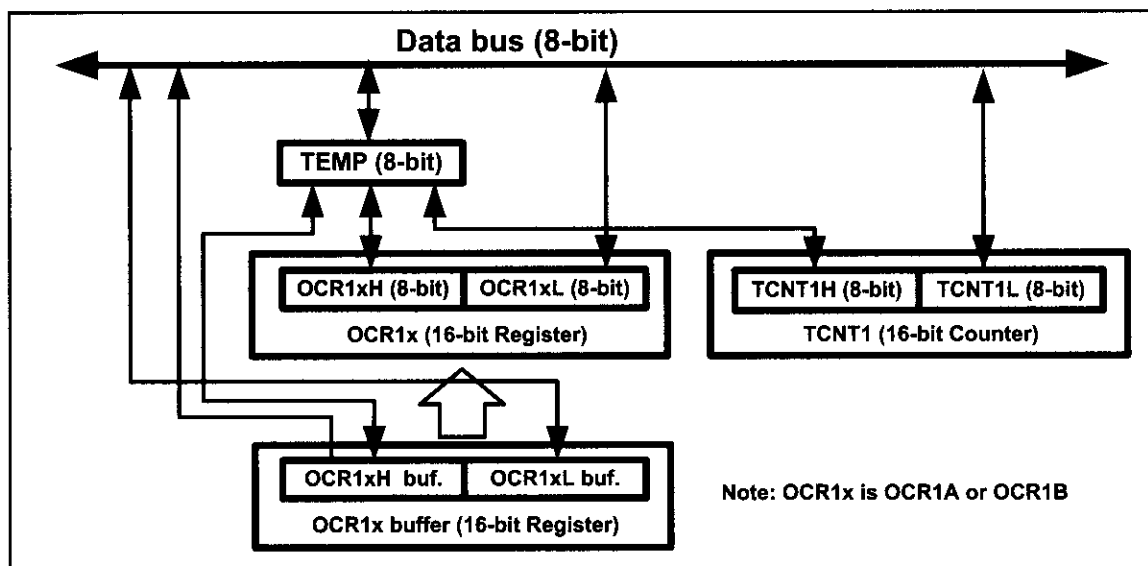 Data bus (8-bit)
TEMP (8-bit)
OCR1xH (8-bit) OCR1xL (8-bit)
OCR1x (16-bit Register)
TCNT1H (8-bit) TCNT1L (8-bit)
TCNT1 (16-bit Counter)
OCR1xH buf. OCR1xL buf.
OCR1x buffer (16-bit Register)
Note: OCR1x is OCR1A or OCR1B